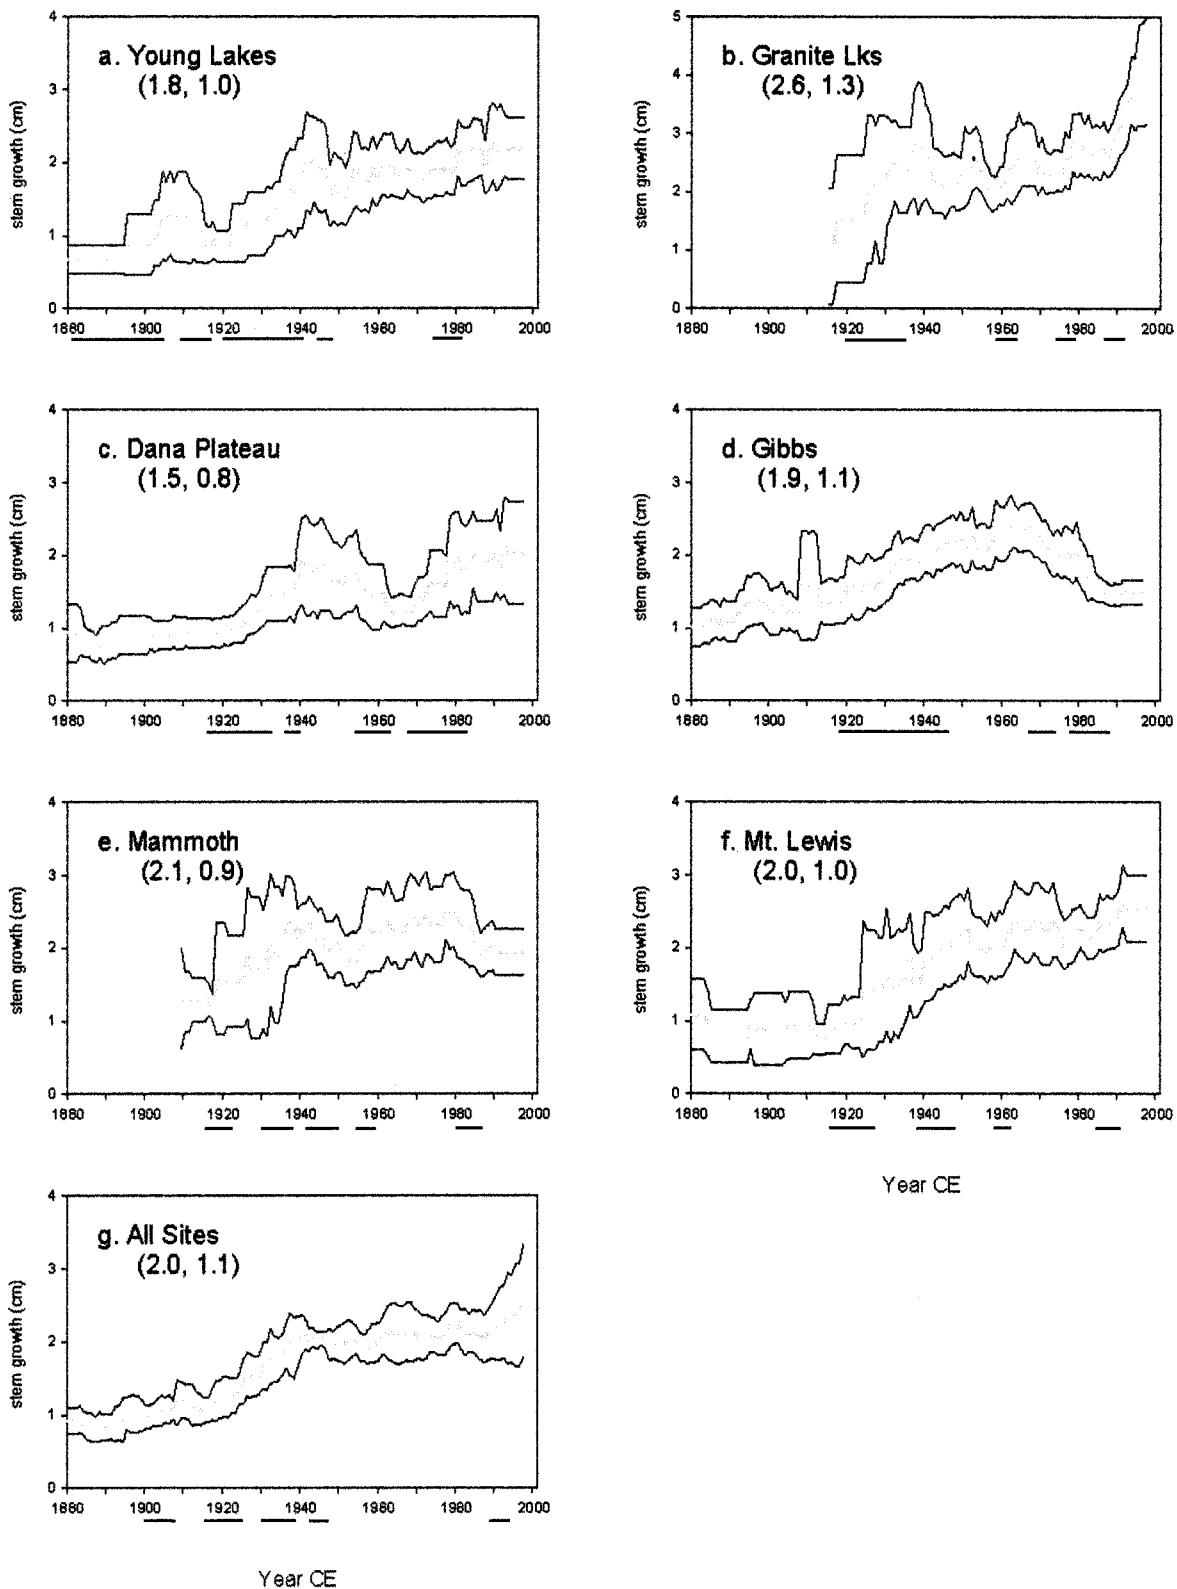 a. Young Lakes
(1.8, 1.0)
stem growth (cm)
4
3
2
1
0
1880 1900 1920 1940 1960 1980 2000
b. Granite Lks
(2.6, 1.3)
stem growth (cm)
5
4
3
2
1
0
1880 1900 1920 1940 1960 1980 2000
c. Dana Plateau
(1.5, 0.8)
stem growth (cm)
4
3
2
1
0
1880 1900 1920 1940 1960 1980 2000
d. Gibbs
(1.9, 1.1)
stem growth (cm)
4
3
2
1
0
1880 1900 1920 1940 1960 1980 2000
e. Mammoth
(2.1, 0.9)
stem growth (cm)
4
3
2
1
0
1880 1900 1920 1940 1960 1980 2000
f. Mt. Lewis
(2.0, 1.0)
stem growth (cm)
4
3
2
1
0
1880 1900 1920 1940 1960 1980 2000
Year CE
g. All Sites
(2.0, 1.1)
stem growth (cm)
4
3
2
1
0
1880 1900 1920 1940 1960 1980 2000
Year CE